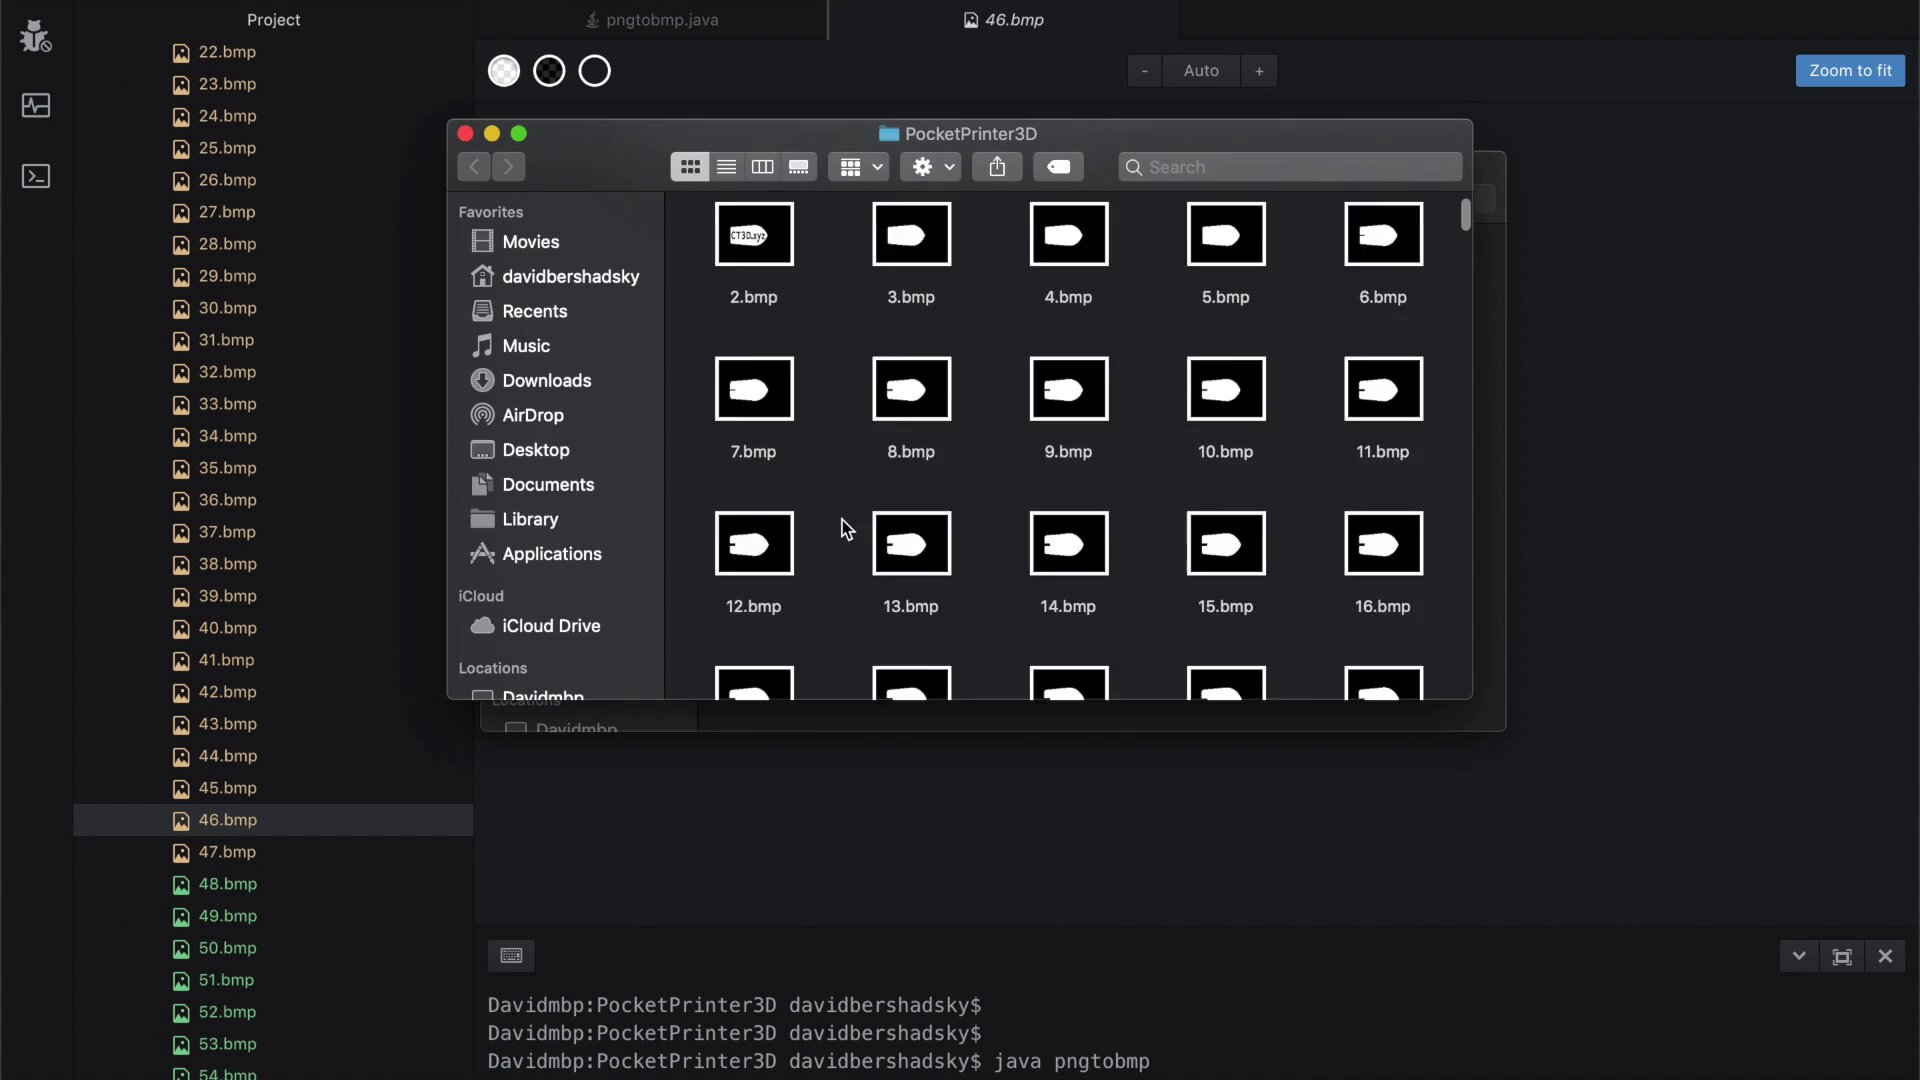 Project
22.bmp
23.bmp
24.bmp
25.bmp
26.bmp
27.bmp
28.bmp
29.bmp
30.bmp
31.bmp
32.bmp
33.bmp
34.bmp
35.bmp
36.bmp
37.bmp
38.bmp
39.bmp
40.bmp
41.bmp
42.bmp
43.bmp
44.bmp
45.bmp
46.bmp
47.bmp
48.bmp
49.bmp
50.bmp
51.bmp
52.bmp
53.bmp
54.bmp
pngtobmp.java
46.bmp
- Auto +
Zoom to fit
PocketPrinter3D
Search
Favorites
Movies
davidbershadsky
Recents
Music
Downloads
AirDrop
Desktop
Documents
Library
Applications
iCloud
iCloud Drive
Locations
Davidmbp
CT3D.xyz
2.bmp 3.bmp 4.bmp 5.bmp 6.bmp
7.bmp 8.bmp 9.bmp 10.bmp 11.bmp
12.bmp 13.bmp 14.bmp 15.bmp 16.bmp
Locations
Davidmbp
Davidmbp:PocketPrinter3D davidbershadsky$
Davidmbp:PocketPrinter3D davidbershadsky$
Davidmbp:PocketPrinter3D davidbershadsky$ java pngtobmp